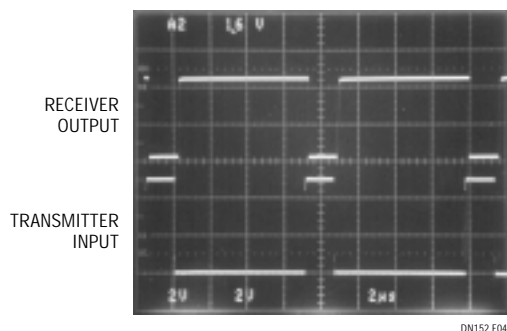 A2 1.6 V
RECEIVER
OUTPUT
TRANSMITTER
INPUT
2V 2V 2µs
DN152 F04